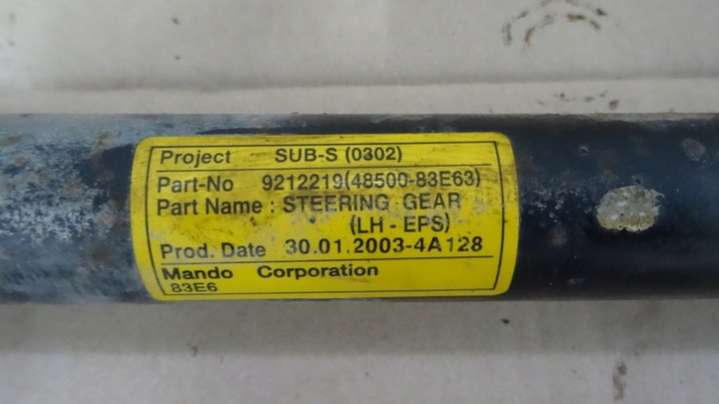 Project SUB-S (0302)
Part-No 9212219(48500-83E63)
Part Name : STEERING GEAR
(LH - EPS)
Prod. Date 30.01.2003-4A128
Mando Corporation
83E6